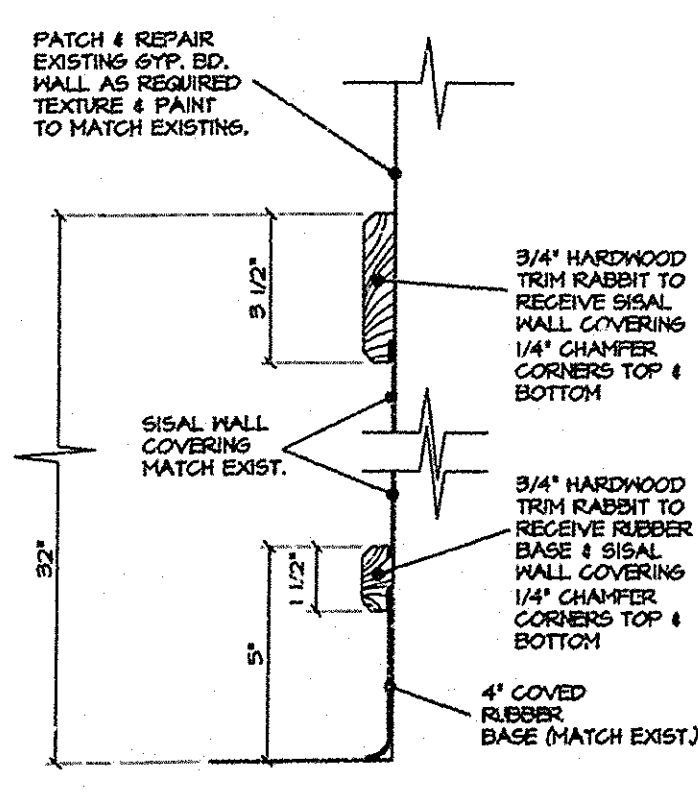 PATCH & REPAIR
EXISTING GYP. BD.
WALL AS REQUIRED
TEXTURE & PAINT
TO MATCH EXISTING.
3 1/2"
3/4" HARDWOOD
TRIM RABBIT TO
RECEIVE SISAL
WALL COVERING
1/4" CHAMFER
CORNERS TOP &
BOTTOM
SISAL WALL
COVERING
MATCH EXIST.
32"
1 1/2"
5"
3/4" HARDWOOD
TRIM RABBIT TO
RECEIVE RUBBER
BASE & SISAL
WALL COVERING
1/4" CHAMFER
CORNERS TOP &
BOTTOM
4" COVED
RUBBER
BASE (MATCH EXIST.)